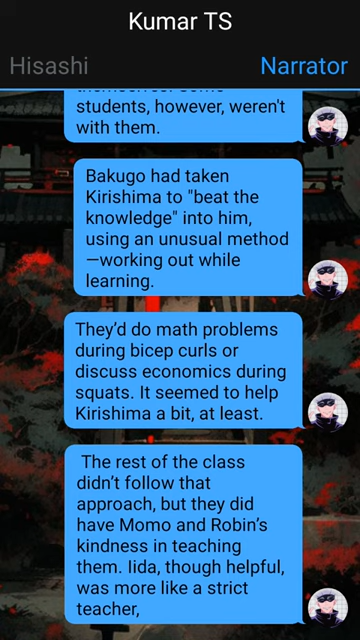 Kumar TS
Hisashi
Narrator
students, however, weren't
with them.
Bakugo had taken
Kirishima to "beat the
knowledge" into him,
using an unusual method
—working out while
learning.
They'd do math problems
during bicep curls or
discuss economics during
squats. It seemed to help
Kirishima a bit, at least.
The rest of the class
didn't follow that
approach, but they did
have Momo and Robin's
kindness in teaching
them. Iida, though helpful,
was more like a strict
teacher,